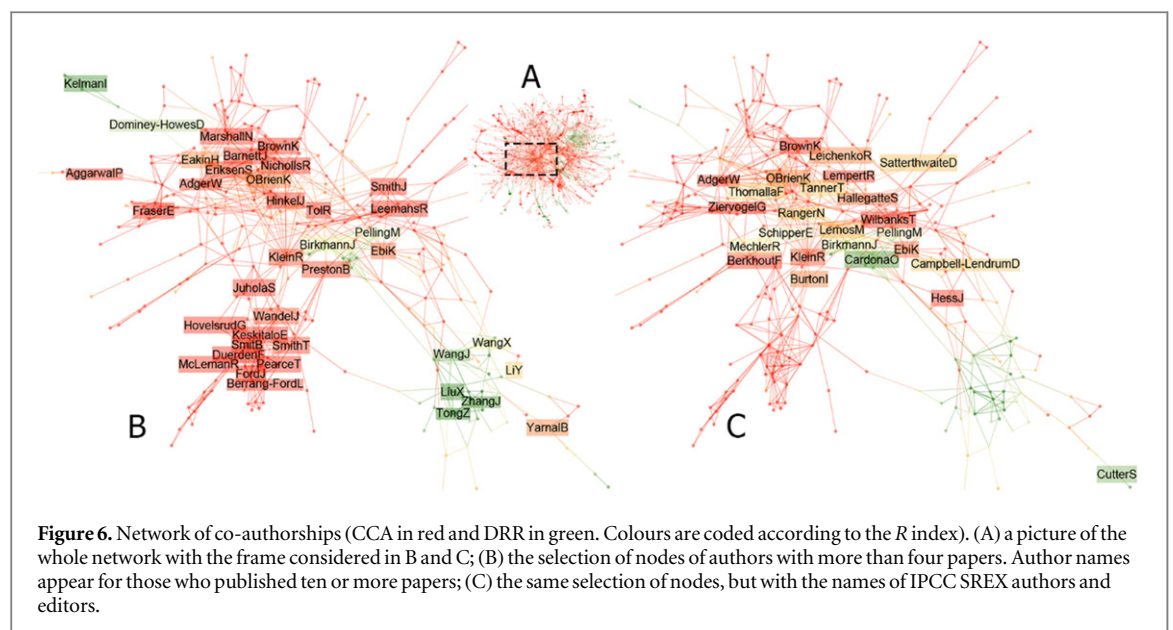 A
KelmanI
Dominey-HowesD
MarshallN
BrownK
EakinH
BarnettJ
NichollsR
EriksenS
AggarwalP
AdgerW
OBrienK
SmithJ
HinkelJ
FraserE
TolR
LeemansR
PellingM
BirkmannJ
EbiK
KleinR
PrestonB
JuholaS
WandelJ
HovelsrudG
KeskitaloE
SmitB
SmithT
DuerdenF
McLemanR
PearceT
FordJ
Berrang-FordL
WangX
WangJ
LiY
LiuX
ZhangJ
TongZ
YarnalB
B
BrownK
LeichenkoR
SatterthwaiteD
AdgerW
OBrienK
LempertR
ThomallaF
TannerT
HallegatteS
ZiervogelG
RangerN
WilbanksT
SchipperE
LemosM
PellingM
MechlerR
BirkmannJ
EbiK
BerkhoutF
KleinR
CardonaO
Campbell-LendrumD
BurtonI
HessJ
C
CutterS
Figure 6. Network of co-authorships (CCA in red and DRR in green. Colours are coded according to the R index). (A) a picture of the
whole network with the frame considered in B and C; (B) the selection of nodes of authors with more than four papers. Author names
appear for those who published ten or more papers; (C) the same selection of nodes, but with the names of IPCC SREX authors and
editors.